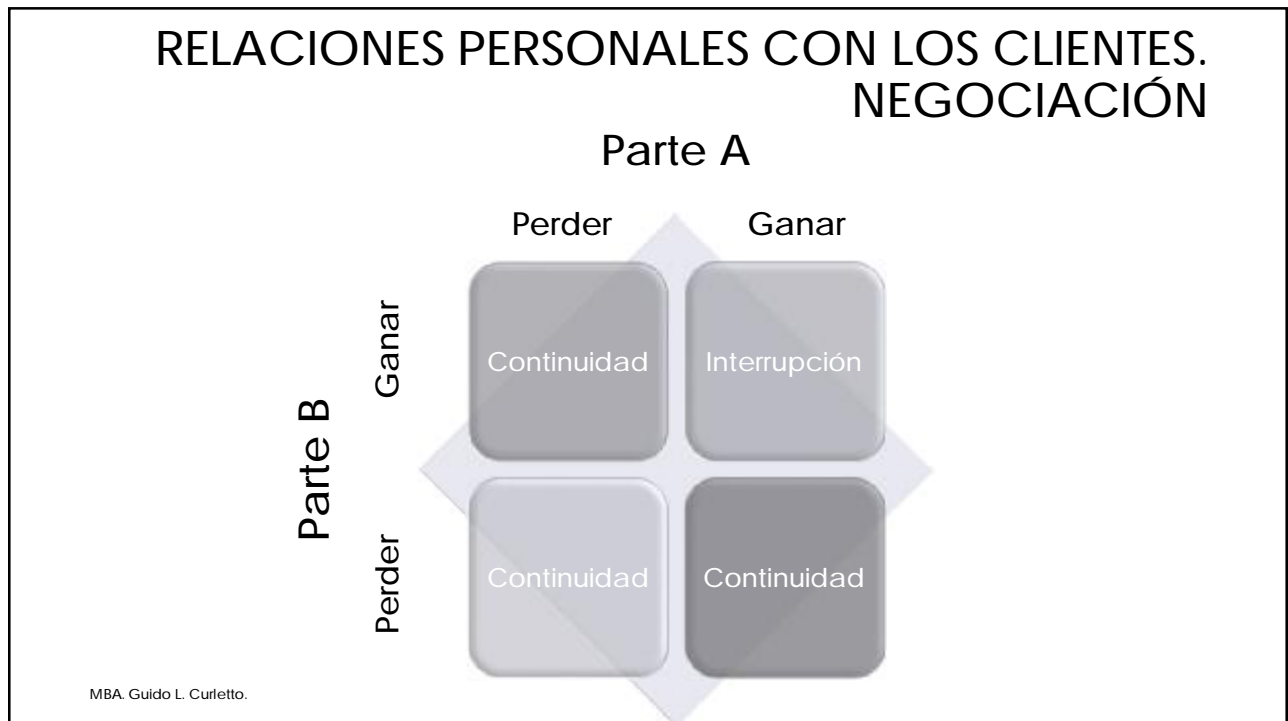 RELACIONES PERSONALES CON LOS CLIENTES.
NEGOCIACIÓN
Parte A
Perder Ganar
Parte B
Ganar
Continuidad Interrupción
Perder
Continuidad Continuidad
MBA. Guido L. Curletto.